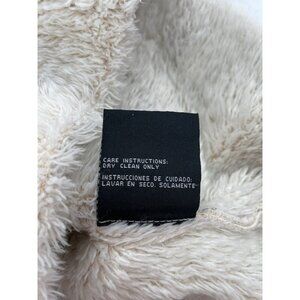 CARE INSTRUCTIONS:
DRY CLEAN ONLY
INSTRUCCIONES DE CUIDADO:
LAVAR EN SECO. SOLAMENTE